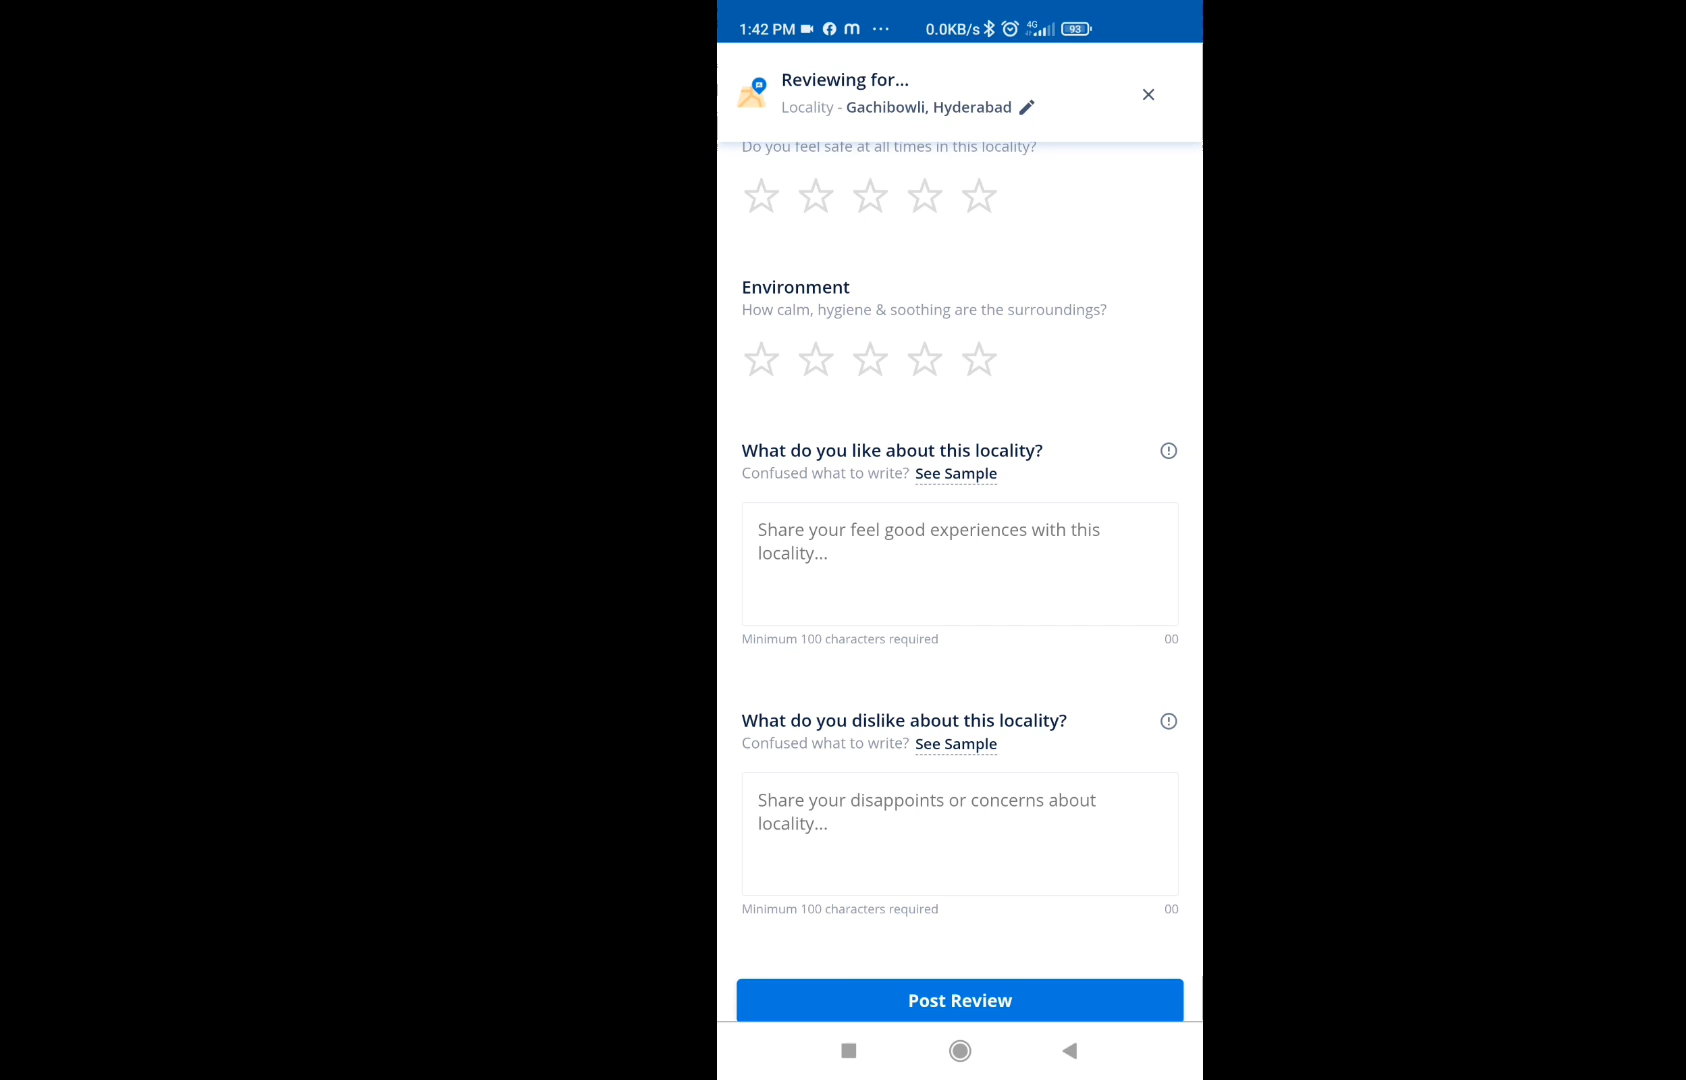 1:42 PM ... 0.0KB/s 4G 93
Reviewing for...
Locality - Gachibowli, Hyderabad
Do you feel safe at all times in this locality?
Environment
How calm, hygiene & soothing are the surroundings?
What do you like about this locality?
Confused what to write? See Sample
Share your feel good experiences with this
locality...
Minimum 100 characters required 00
What do you dislike about this locality?
Confused what to write? See Sample
Share your disappoints or concerns about
locality...
Minimum 100 characters required 00
Post Review